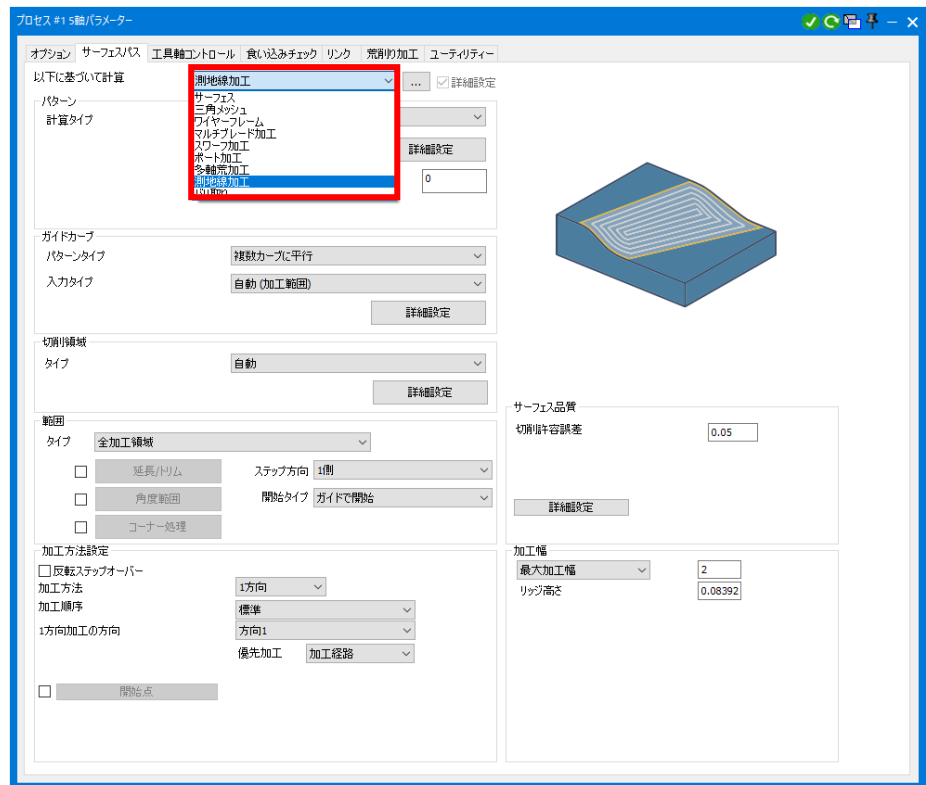 プロセス #1 5軸パラメーター
オプション サーフェスパス 工具軸コントロール 食い込みチェック リンク 荒削り加工 ユーティリティー
以下に基づいて計算 測地線加工 ... 詳細設定
サーフェス
三角メッシュ
ワイヤーフレーム
マルチブレード加工
スワーフ加工
ポート加工
多軸荒加工
測地線加工
パターン
計算タイプ
詳細設定
0
ガイドカーブ
パターンタイプ 複数カーブに平行
入力タイプ 自動 (加工範囲)
詳細設定
切削領域
タイプ 自動
詳細設定
範囲
タイプ 全加工領域
延長/トリム ステップ方向 1側
角度範囲 開始タイプ ガイドで開始
コーナー処理
サーフェス品質
切削許容誤差 0.05
詳細設定
加工方法設定
反転ステップオーバー
加工方法 1方向
加工順序 標準
1方向加工の方向 方向1
優先加工 加工経路
開始点
加工幅
最大加工幅 2
リッジ高さ 0.08392